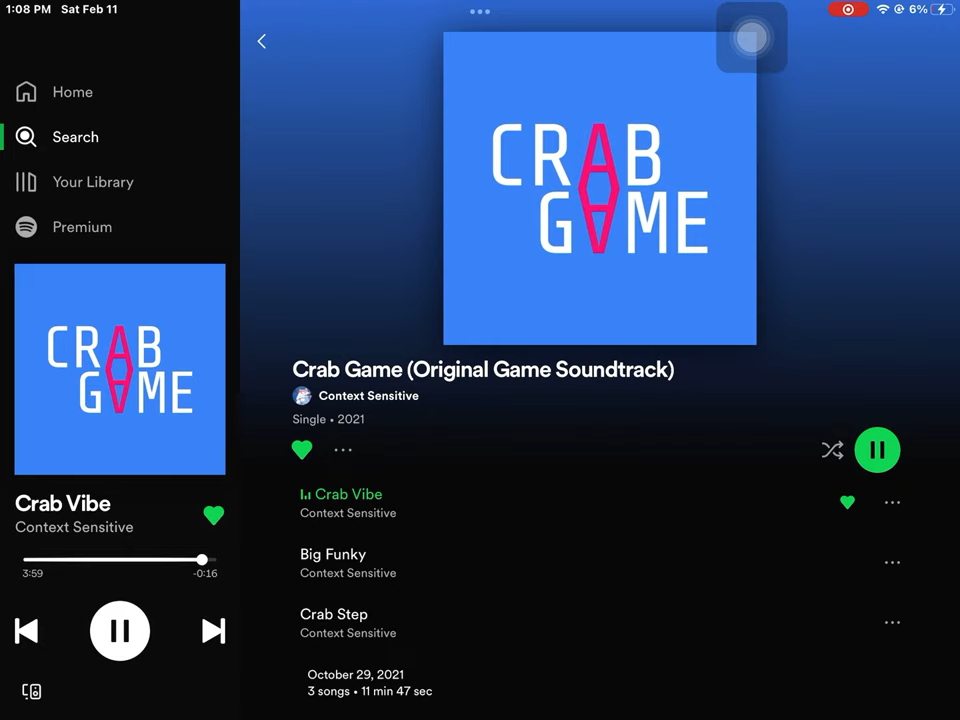 1:08 PM Sat Feb 11
6%
Home
Search
Your Library
Premium
CRAB
GAME
Crab Vibe
Context Sensitive
3:59
-0:16
CRAB
GAME
Crab Game (Original Game Soundtrack)
Context Sensitive
Single • 2021
Crab Vibe
Context Sensitive
Big Funky
Context Sensitive
Crab Step
Context Sensitive
October 29, 2021
3 songs • 11 min 47 sec